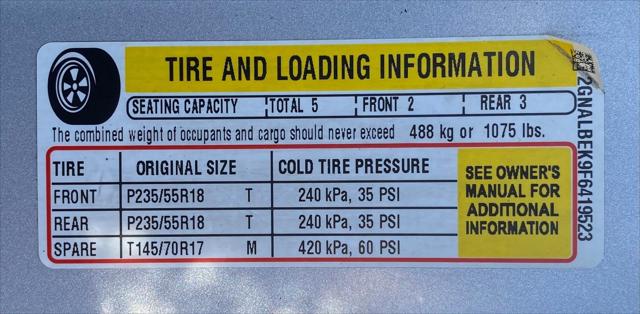 TIRE AND LOADING INFORMATION
SEATING CAPACITY TOTAL 5 FRONT 2 REAR 3
The combined weight of occupants and cargo should never exceed 488 kg or 1075 lbs.
TIRE ORIGINAL SIZE COLD TIRE PRESSURE
FRONT P235/55R18 T 240 kPa, 35 PSI
REAR P235/55R18 T 240 kPa, 35 PSI
SPARE T145/70R17 M 420 kPa, 60 PSI
SEE OWNER'S
MANUAL FOR
ADDITIONAL
INFORMATION
2GNALBEK9F6419523